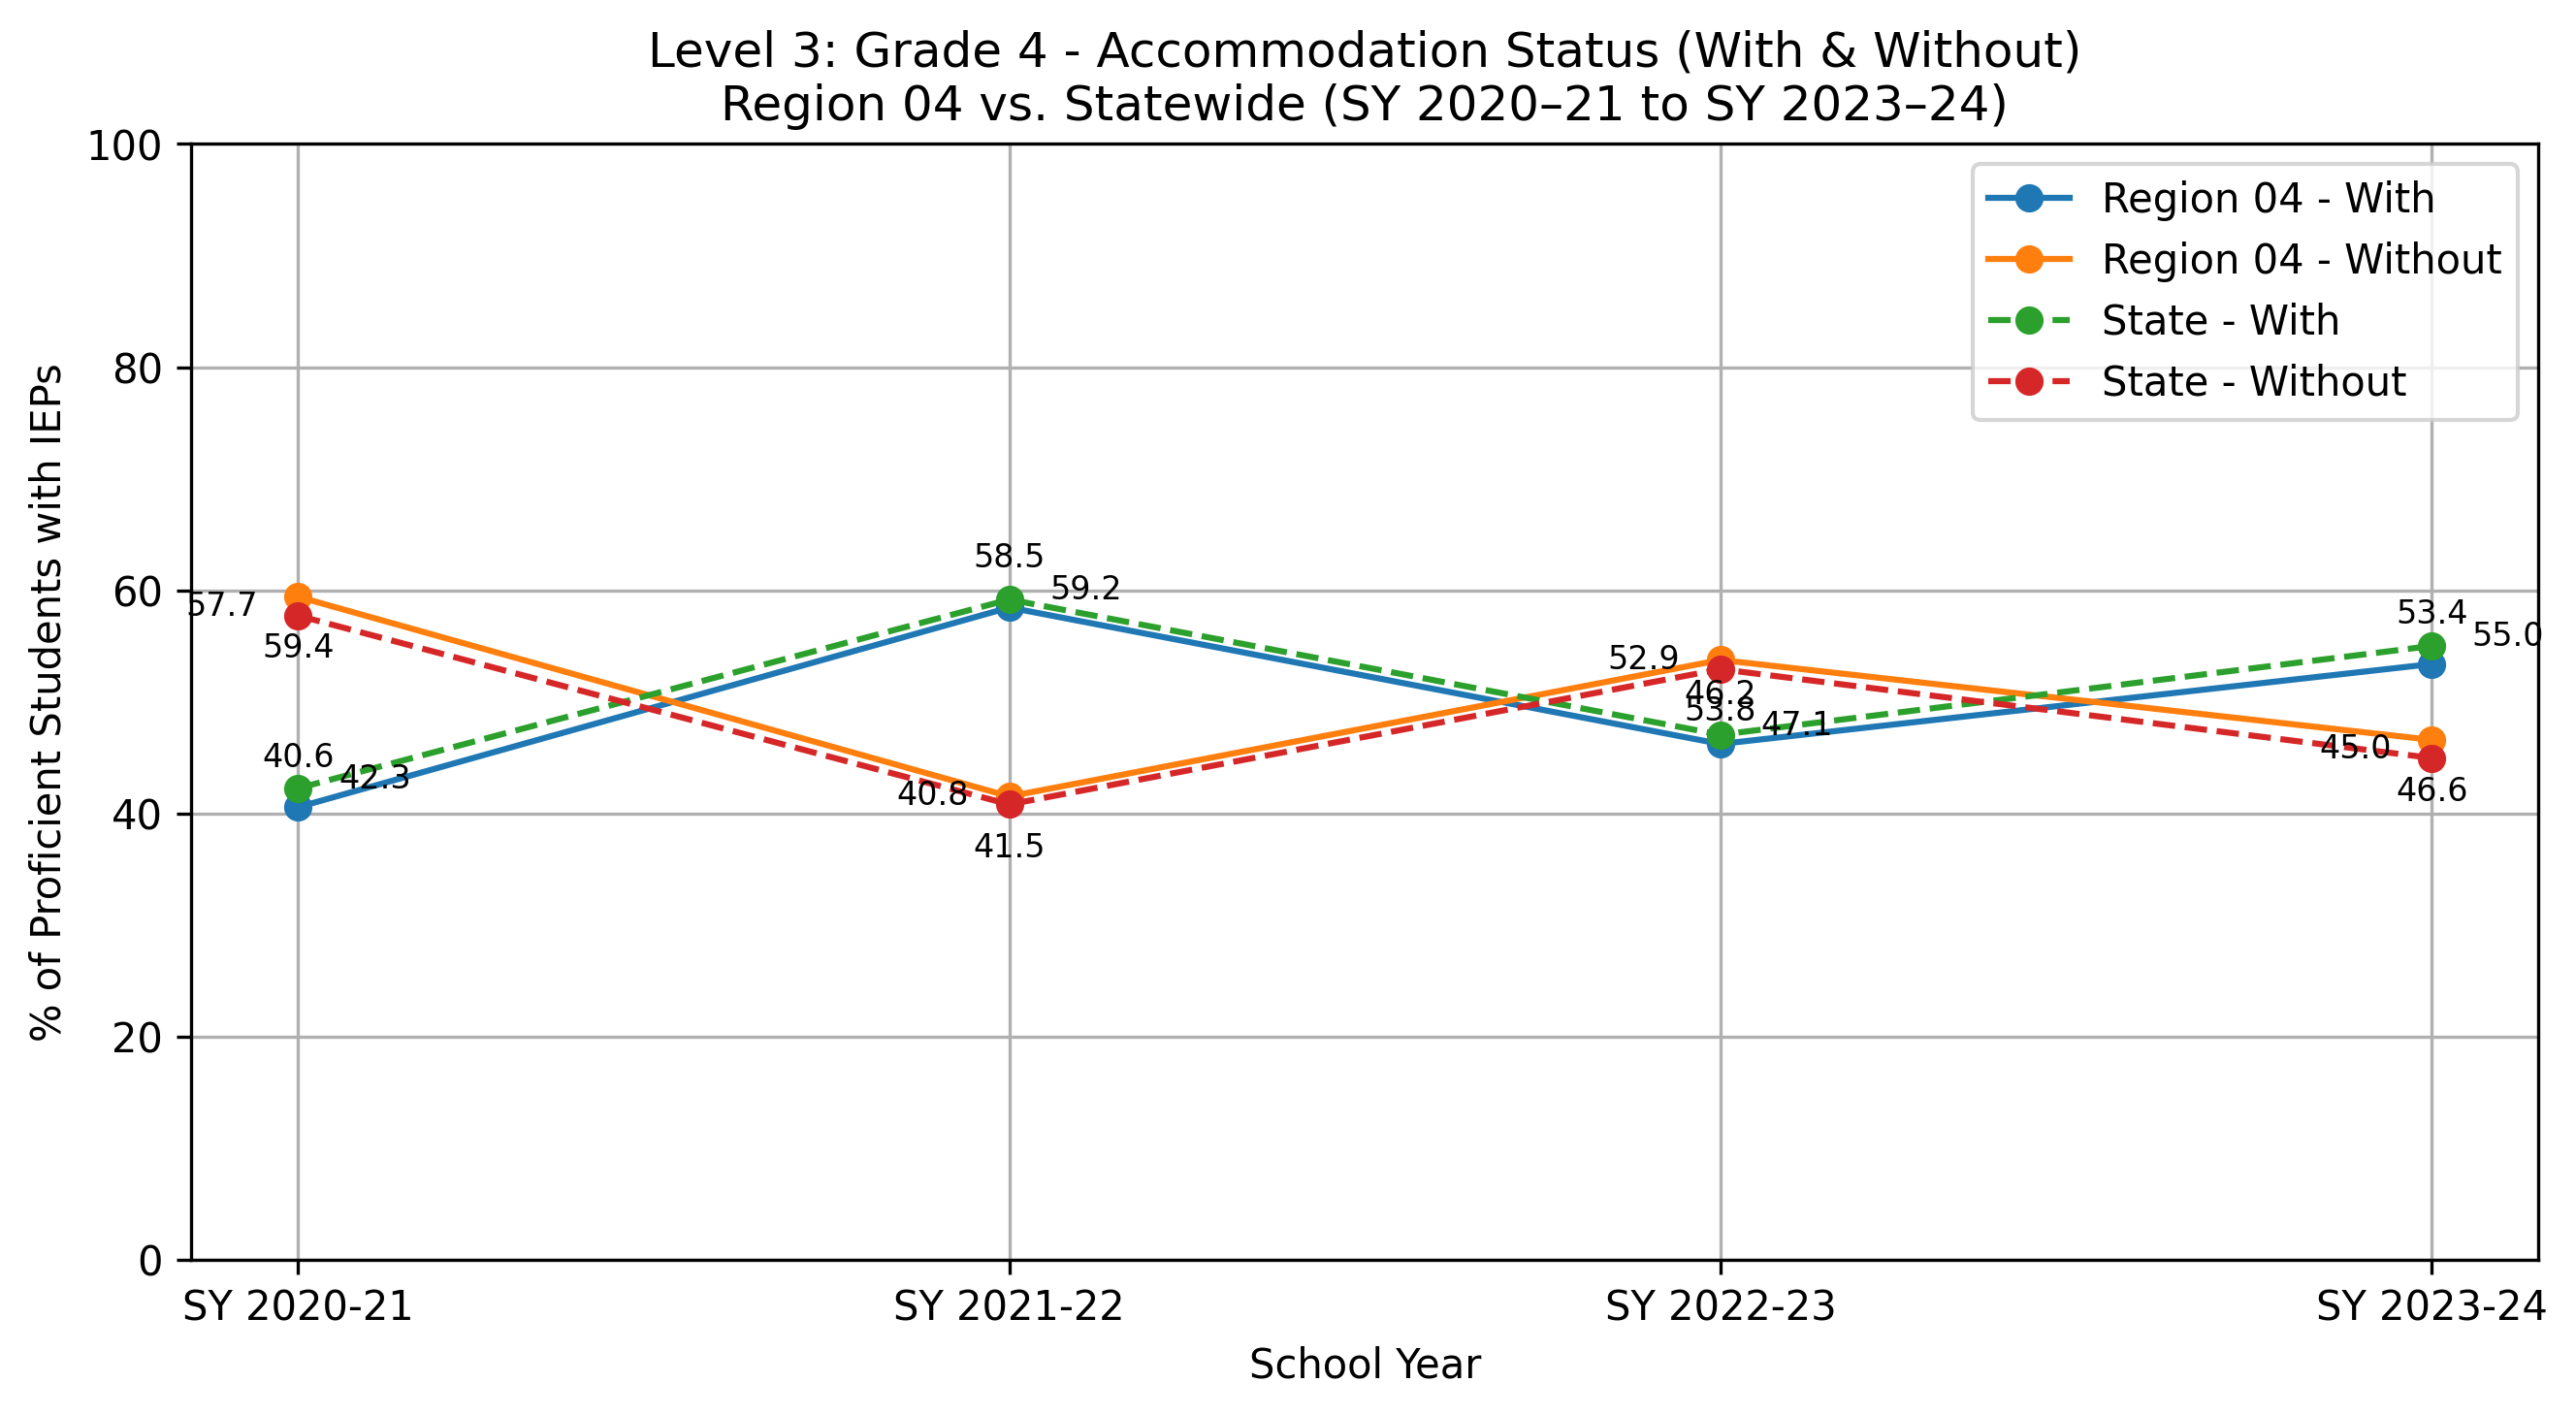 Level 3: Grade 4 - Accommodation Status (With & Without)
Region 04 vs. Statewide (SY 2020–21 to SY 2023–24)
% of Proficient Students with IEPs
100
80
60
40
20
0
Region 04 - With
Region 04 - Without
State - With
State - Without
57.7
59.4
40.6
42.3
58.5
59.2
40.8
41.5
52.9
46.2
53.8
47.1
53.4
55.0
45.0
46.6
SY 2020-21
SY 2021-22
SY 2022-23
SY 2023-24
School Year